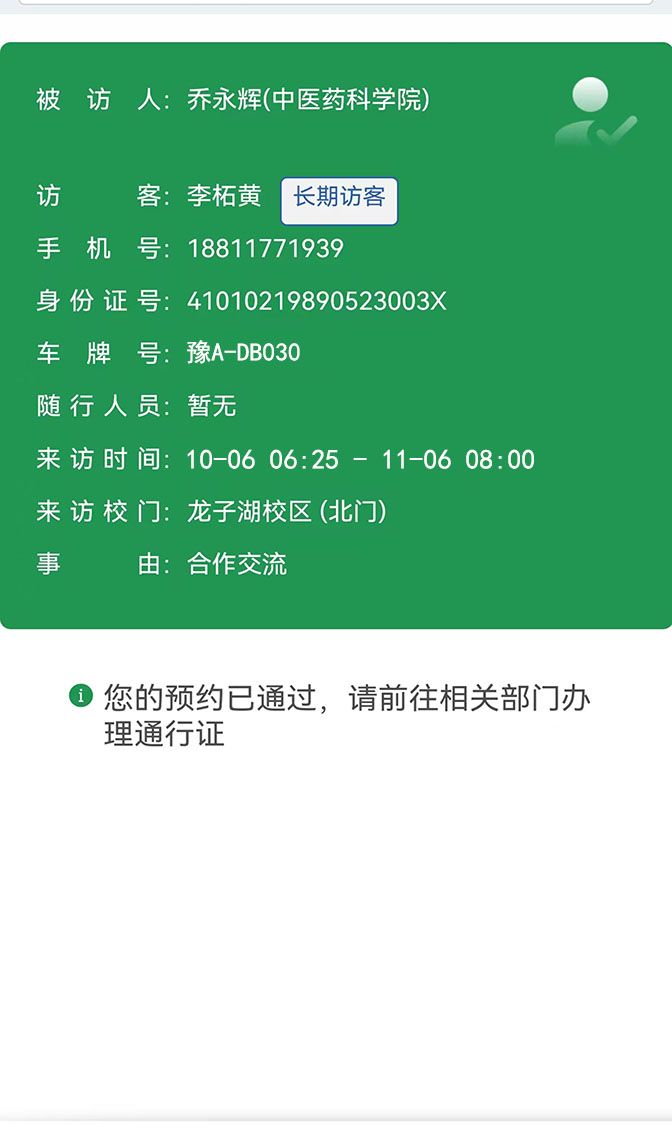 被访人：乔永辉(中医药科学院)
访客：李柘黄 长期访客
手机号：18811771939
身份证号：41010219890523003X
车牌号：豫A-DB030
随行人员：暂无
来访时间：10-06 06:25 - 11-06 08:00
来访校门：龙子湖校区 (北门)
事由：合作交流
您的预约已通过，请前往相关部门办
理通行证